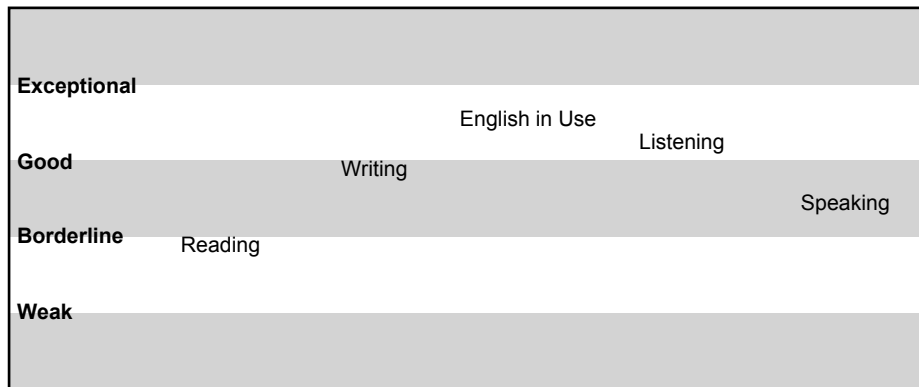 Exceptional
English in Use
Listening
Good
Writing
Speaking
Borderline
Reading
Weak